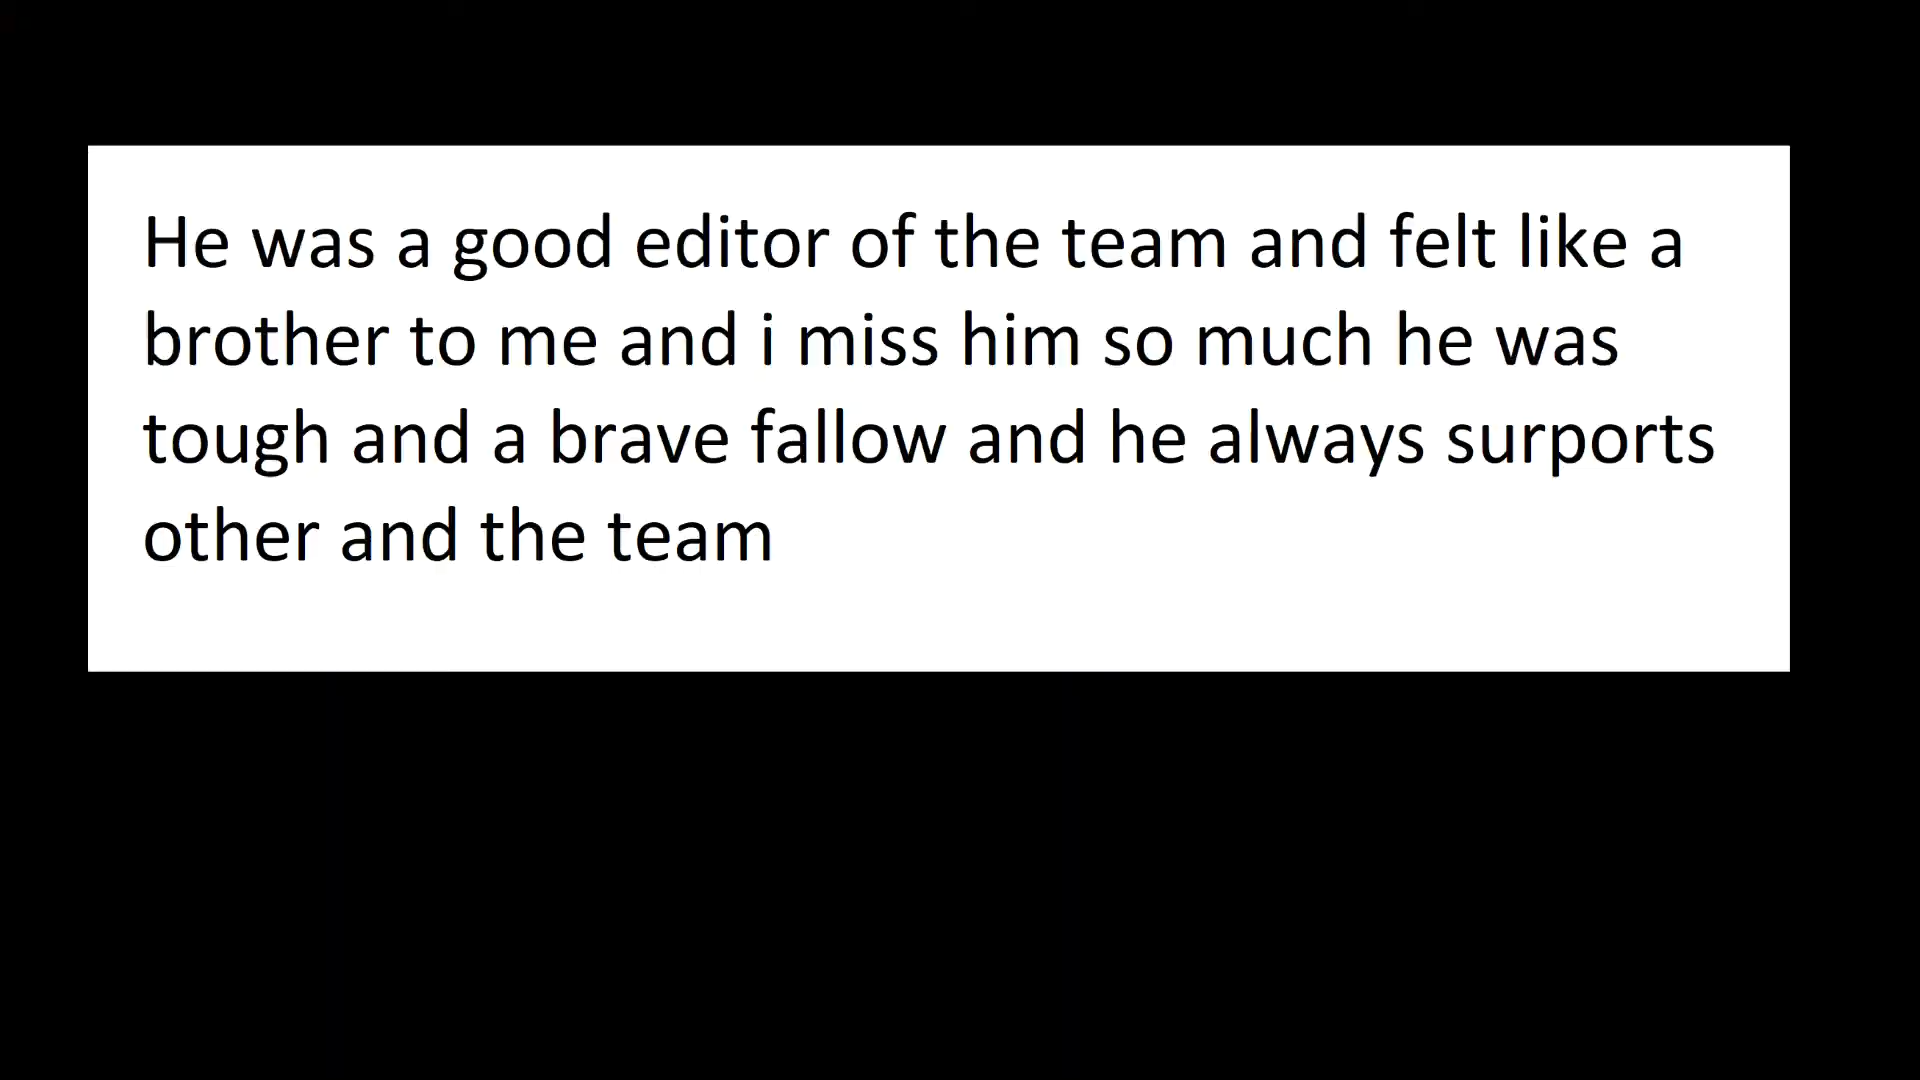 He was a good editor of the team and felt like a
brother to me and i miss him so much he was
tough and a brave fallow and he always surports
other and the team